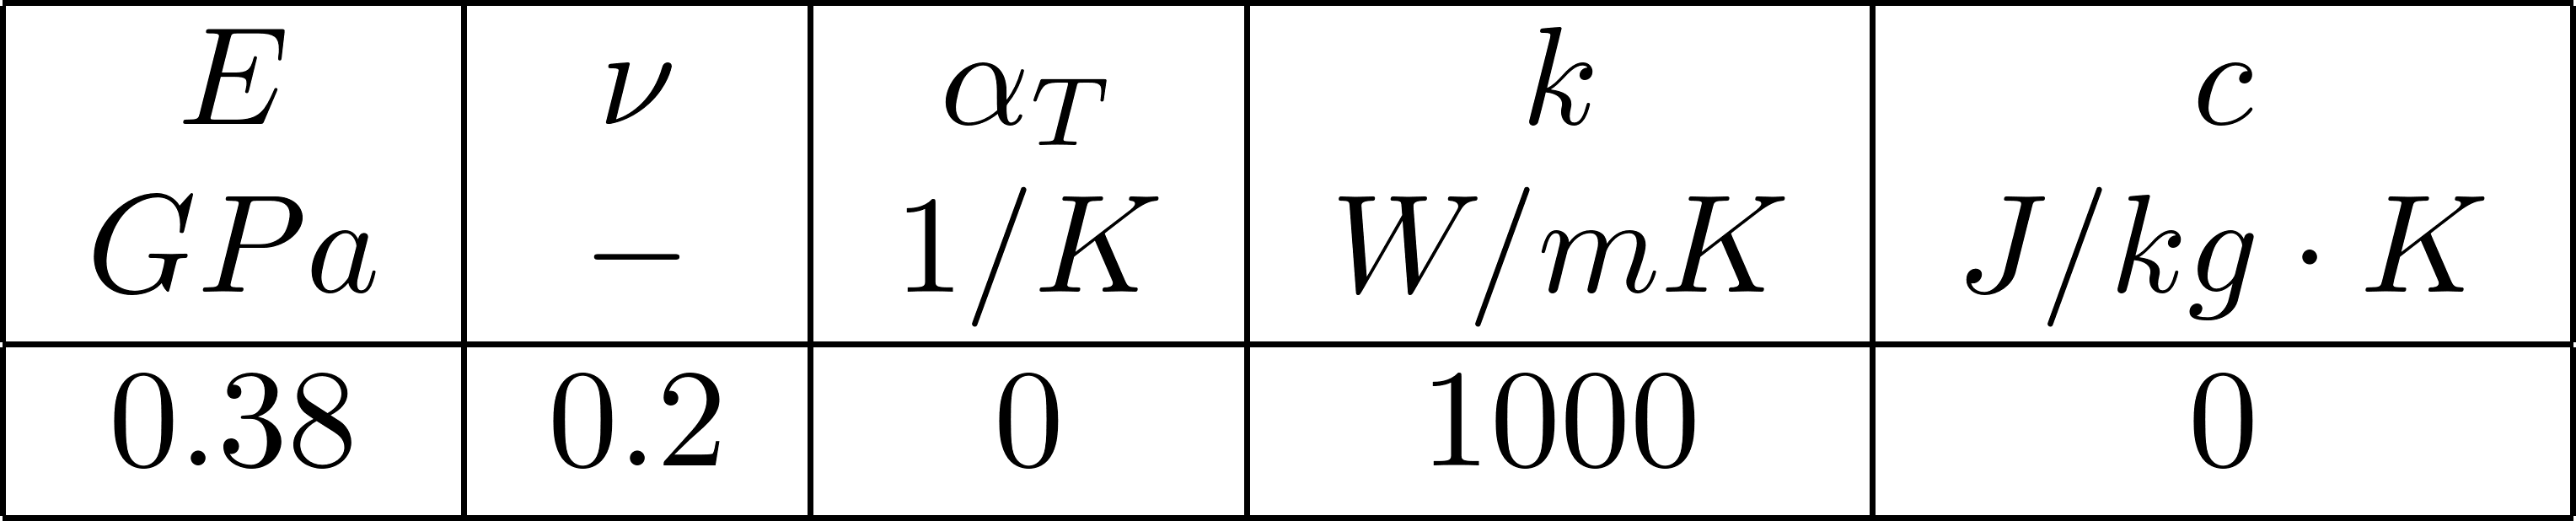 E ν α_T k c
GPa − 1/K W/mK J/kg · K
0.38 0.2 0 1000 0